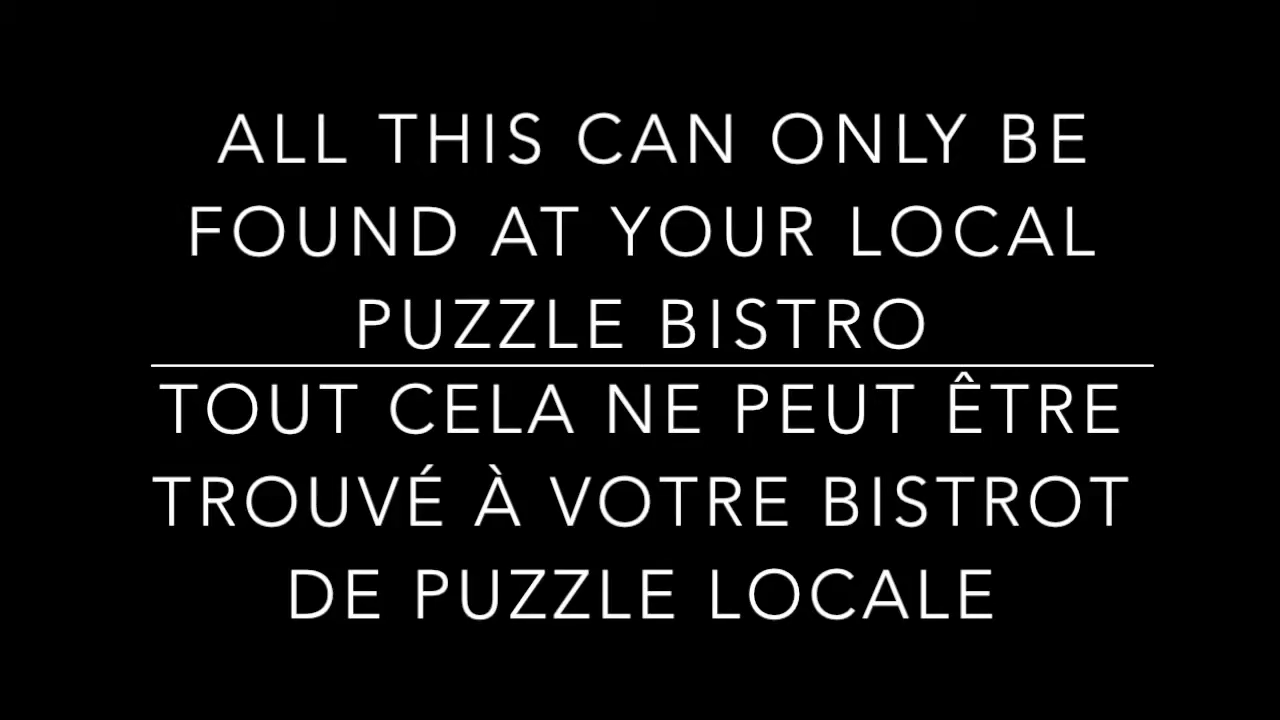 ALL THIS CAN ONLY BE
FOUND AT YOUR LOCAL
PUZZLE BISTRO
TOUT CELA NE PEUT ÊTRE
TROUVÉ À VOTRE BISTROT
DE PUZZLE LOCALE